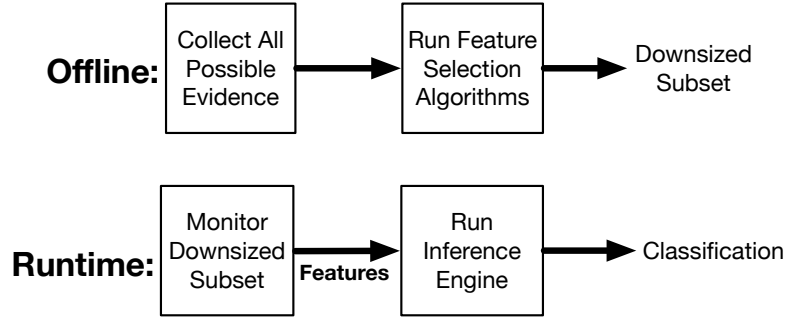 Offline:
Collect All
Possible
Evidence
Run Feature
Selection
Algorithms
Downsized
Subset
Runtime:
Monitor
Downsized
Subset
Features
Run
Inference
Engine
Classification